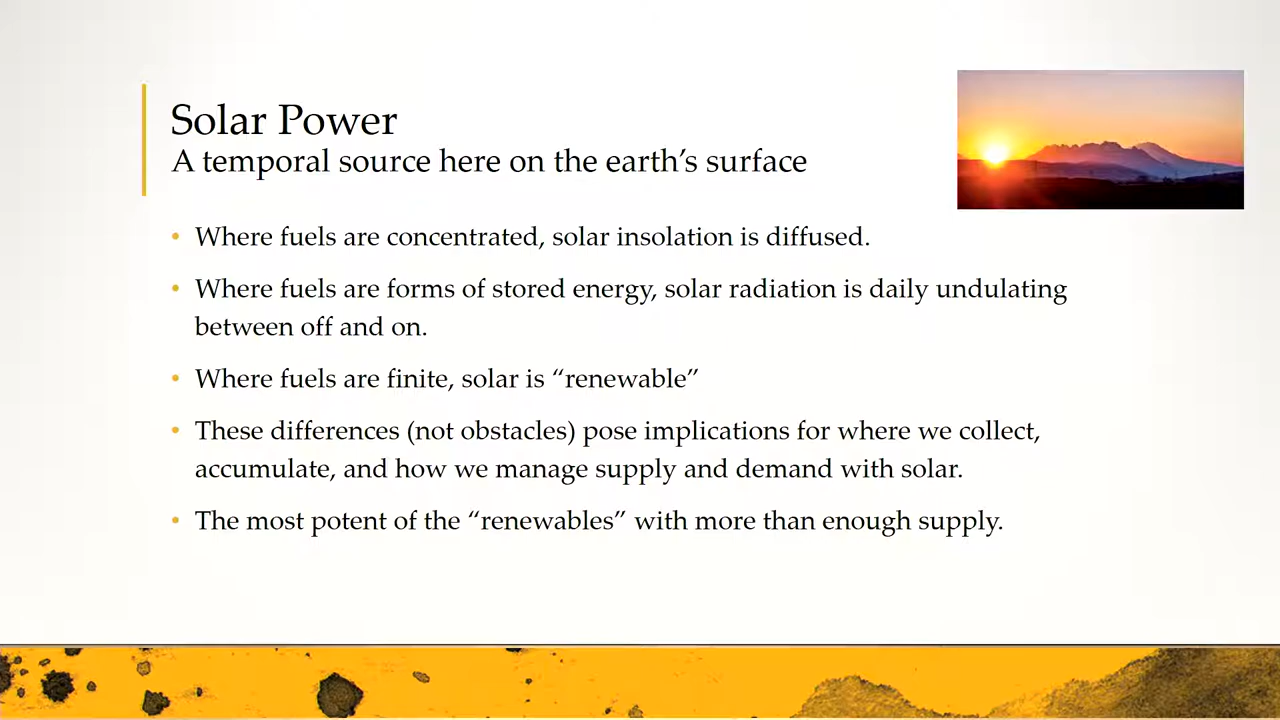 Solar Power
A temporal source here on the earth’s surface
• Where fuels are concentrated, solar insolation is diffused.
• Where fuels are forms of stored energy, solar radiation is daily undulating
between off and on.
• Where fuels are finite, solar is “renewable”
• These differences (not obstacles) pose implications for where we collect,
accumulate, and how we manage supply and demand with solar.
• The most potent of the “renewables” with more than enough supply.